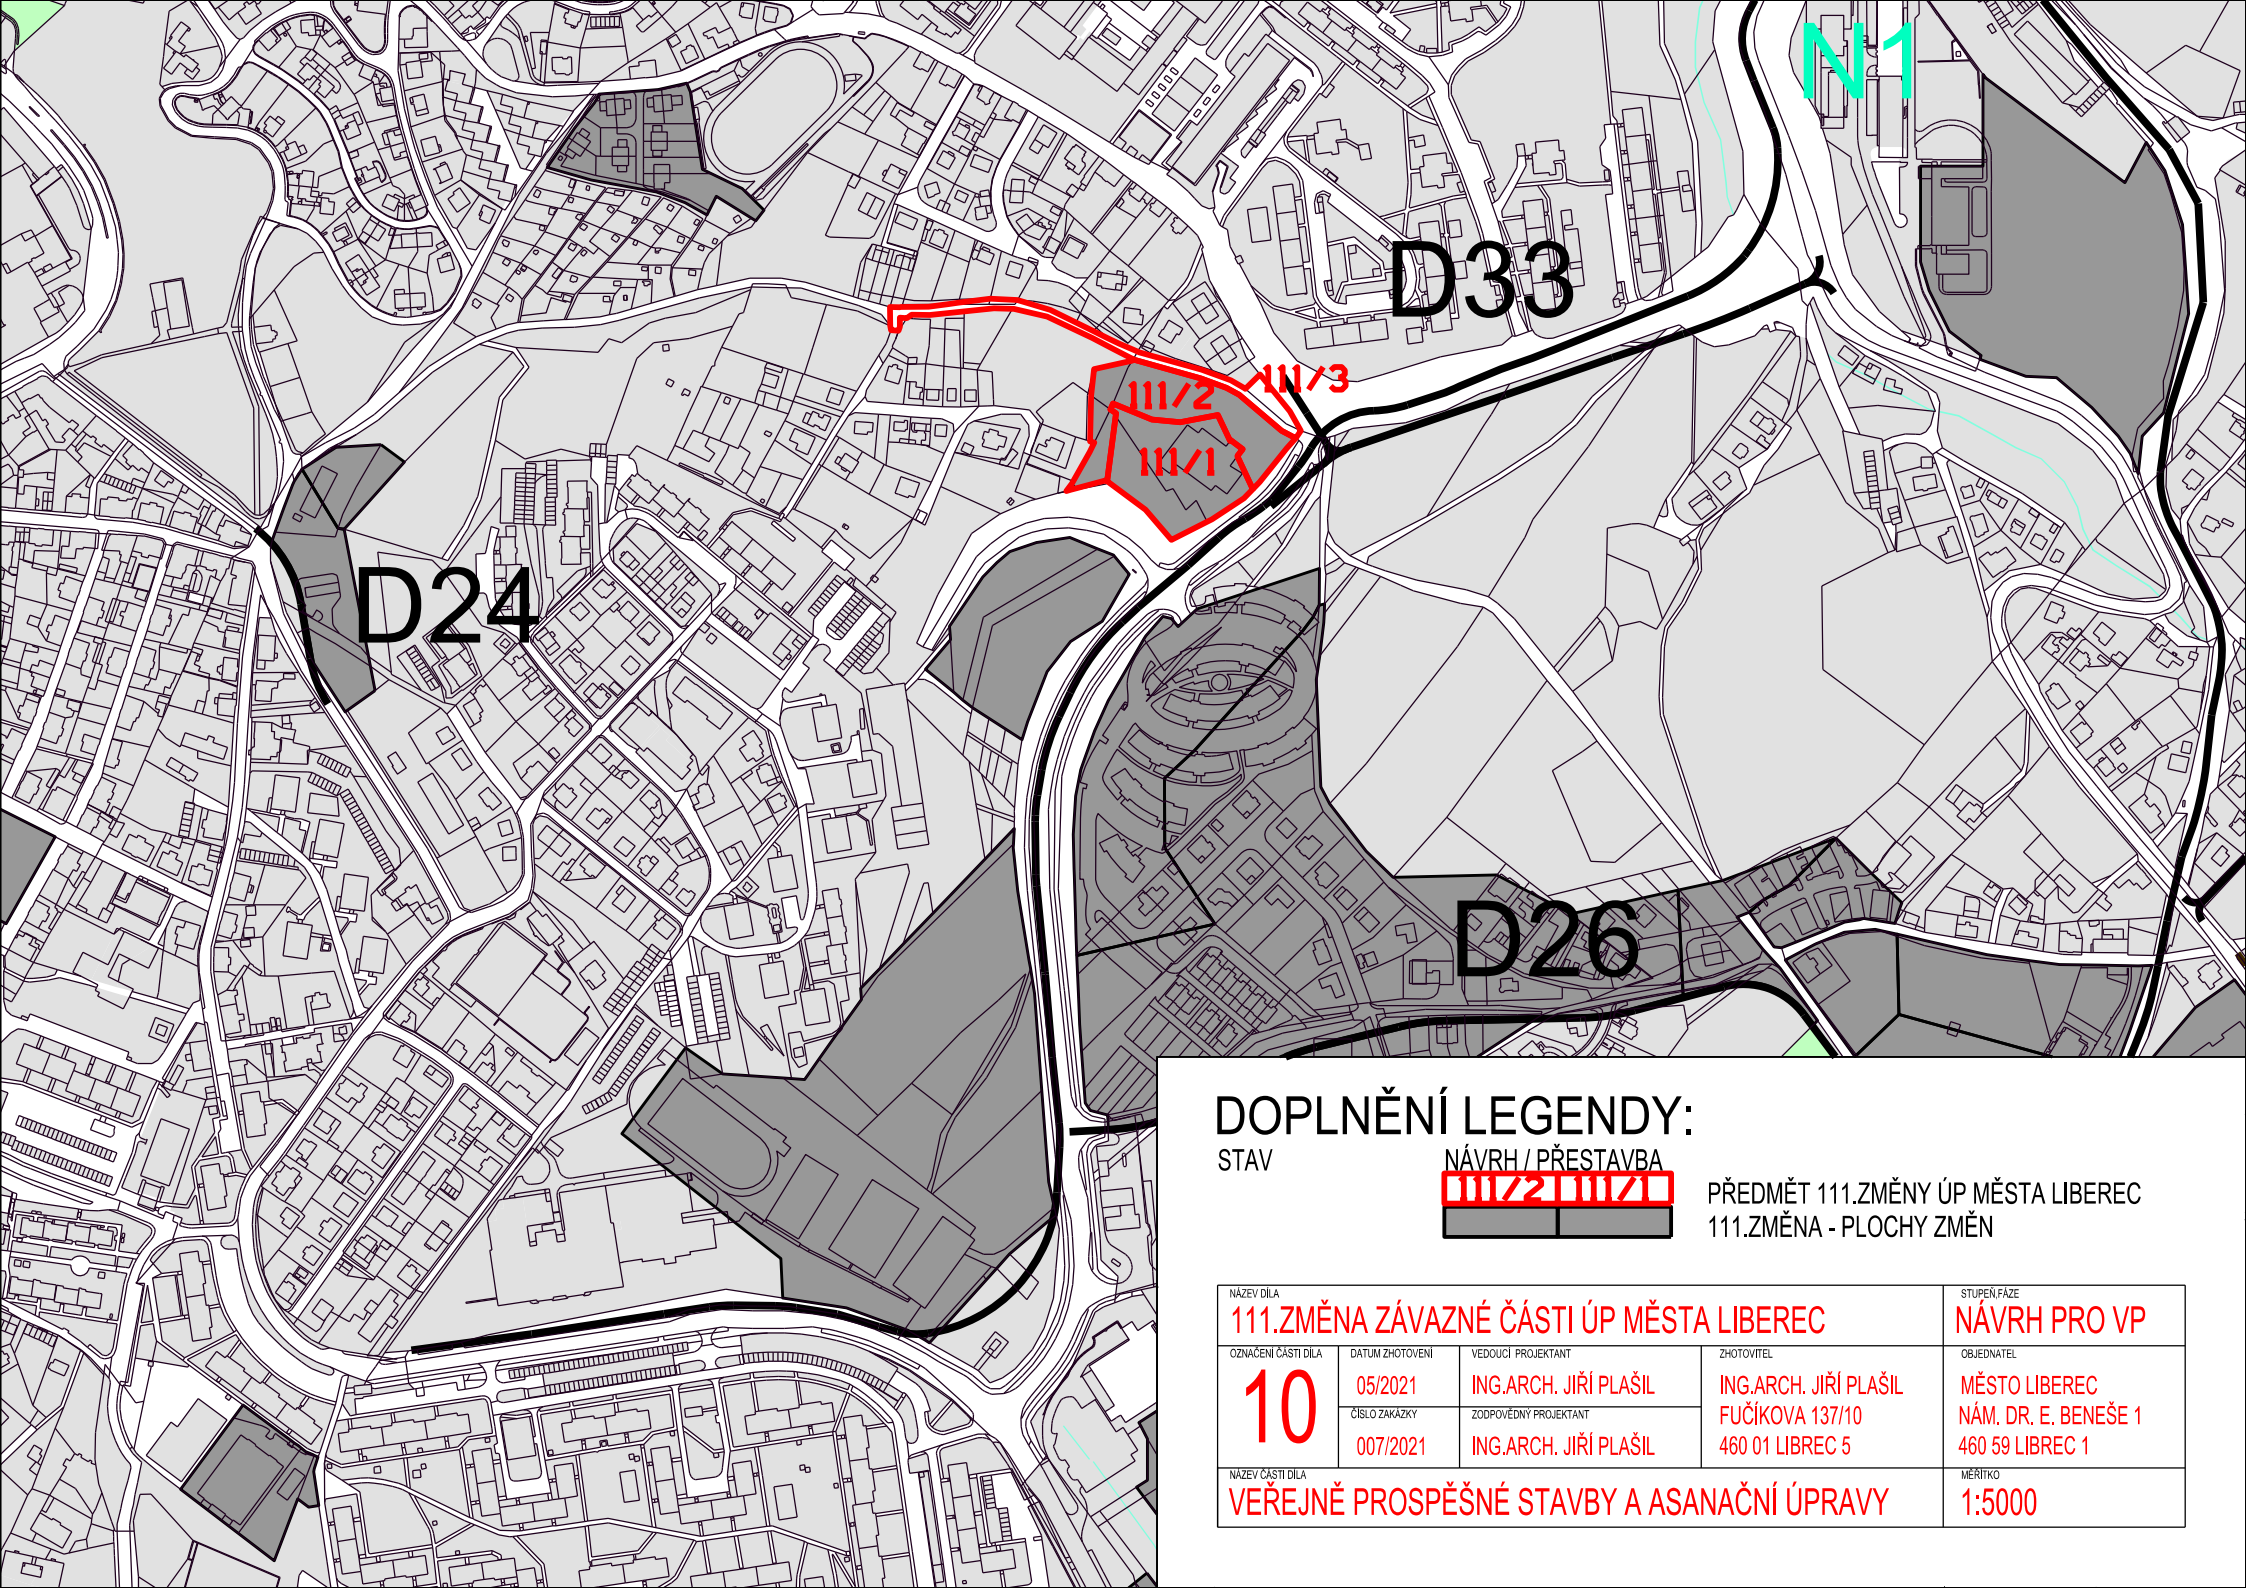 N1
D33
111/3
111/2
111/1
D24
D26
DOPLNĚNÍ LEGENDY:
STAV
NÁVRH / PŘESTAVBA
111/2 111/1
PŘEDMĚT 111.ZMĚNY ÚP MĚSTA LIBEREC
111.ZMĚNA - PLOCHY ZMĚN
NÁZEV DÍLA
111.ZMĚNA ZÁVAZNÉ ČÁSTI ÚP MĚSTA LIBEREC
STUPEŇ,FÁZE
NÁVRH PRO VP
OZNAČENÍ ČÁSTI DÍLA
10
DATUM ZHOTOVENÍ
05/2021
ČÍSLO ZAKÁZKY
007/2021
VEDOUCÍ PROJEKTANT
ING.ARCH. JIŘÍ PLAŠIL
ZODPOVĚDNÝ PROJEKTANT
ING.ARCH. JIŘÍ PLAŠIL
ZHOTOVITEL
ING.ARCH. JIŘÍ PLAŠIL
FUČÍKOVA 137/10
460 01 LIBREC 5
OBJEDNATEL
MĚSTO LIBEREC
NÁM. DR. E. BENEŠE 1
460 59 LIBREC 1
NÁZEV ČÁSTI DÍLA
VEŘEJNĚ PROSPĚŠNÉ STAVBY A ASANAČNÍ ÚPRAVY
MĚŘÍTKO
1:5000